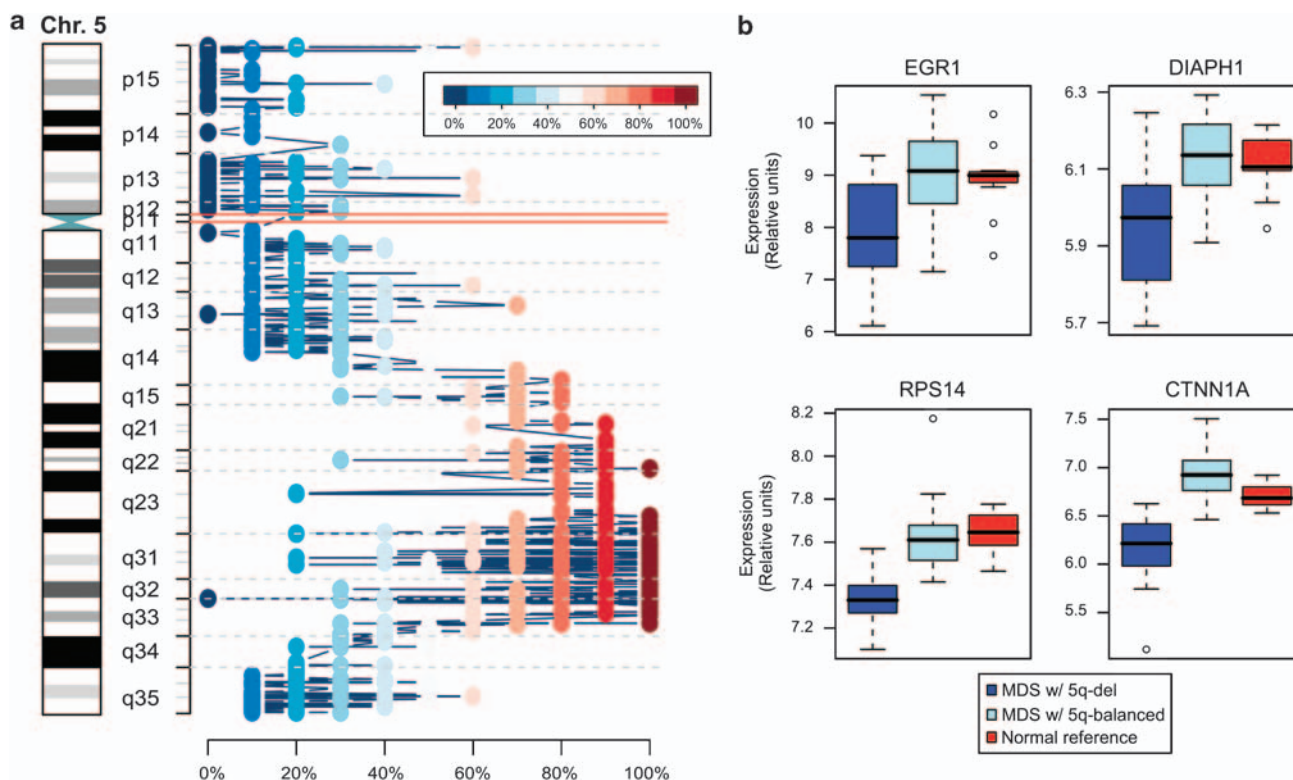 a
Chr. 5
p15
p14
p13
p12
p11
q11
q12
q13
q14
q15
q21
q22
q23
q31
q32
q33
q34
q35
0% 20% 40% 60% 80% 100%
0% 20% 40% 60% 80% 100%
b
EGR1
Expression
(Relative units)
10
9
8
7
6
DIAPH1
6.3
6.1
5.9
5.7
RPS14
Expression
(Relative units)
8.2
8.0
7.8
7.6
7.4
7.2
CTNN1A
7.5
7.0
6.5
6.0
5.5
MDS w/ 5q-del
MDS w/ 5q-balanced
Normal reference